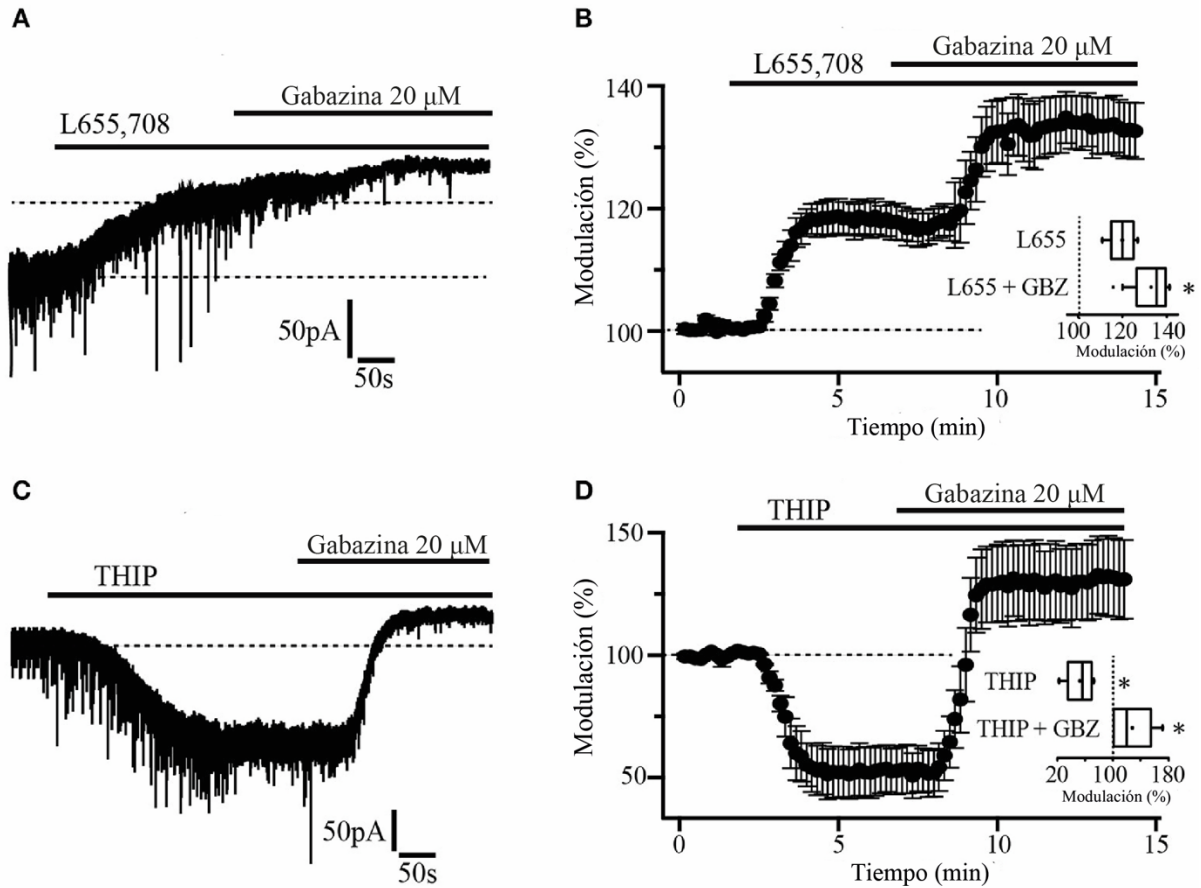 A
Gabazina 20 µM
L655,708
50pA
50s
B
Gabazina 20 µM
L655,708
Modulación (%)
140
120
100
L655
L655 + GBZ
*
100 120 140
Modulación (%)
0 5 10 15
Tiempo (min)
C
Gabazina 20 µM
THIP
50pA
50s
D
Gabazina 20 µM
THIP
Modulación (%)
150
100
50
THIP
*
THIP + GBZ
*
20 100 180
Modulación (%)
0 5 10 15
Tiempo (min)